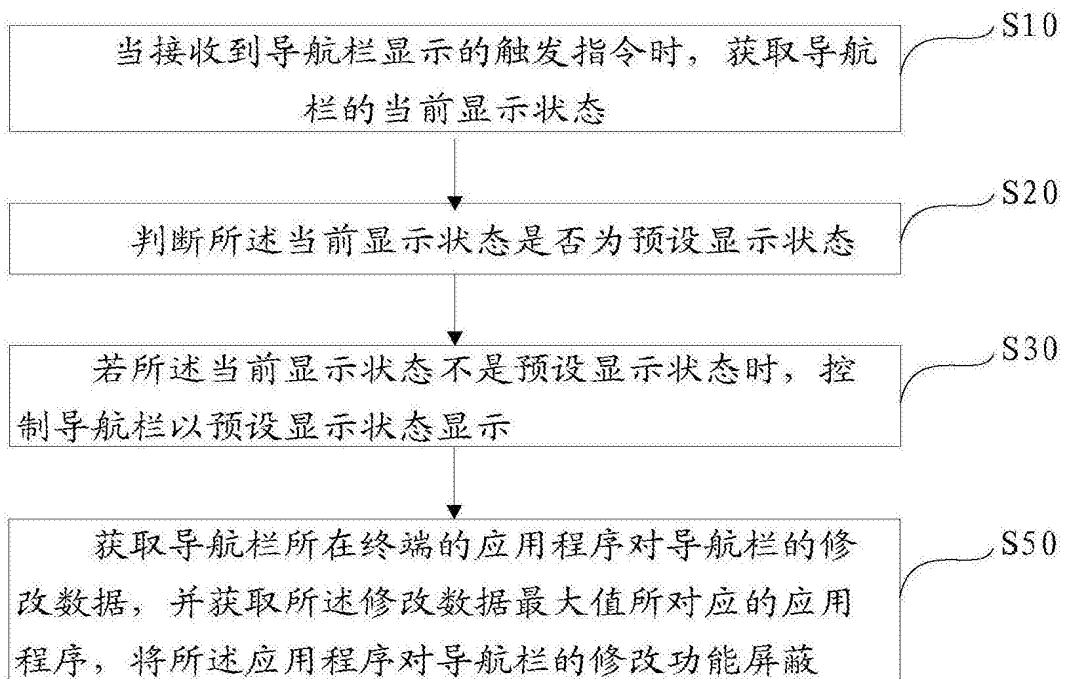 当接收到导航栏显示的触发指令时，获取导航
栏的当前显示状态
S10
判断所述当前显示状态是否为预设显示状态
S20
若所述当前显示状态不是预设显示状态时，控
制导航栏以预设显示状态显示
S30
获取导航栏所在终端的应用程序对导航栏的修
改数据，并获取所述修改数据最大值所对应的应用
程序，将所述应用程序对导航栏的修改功能屏蔽
S50